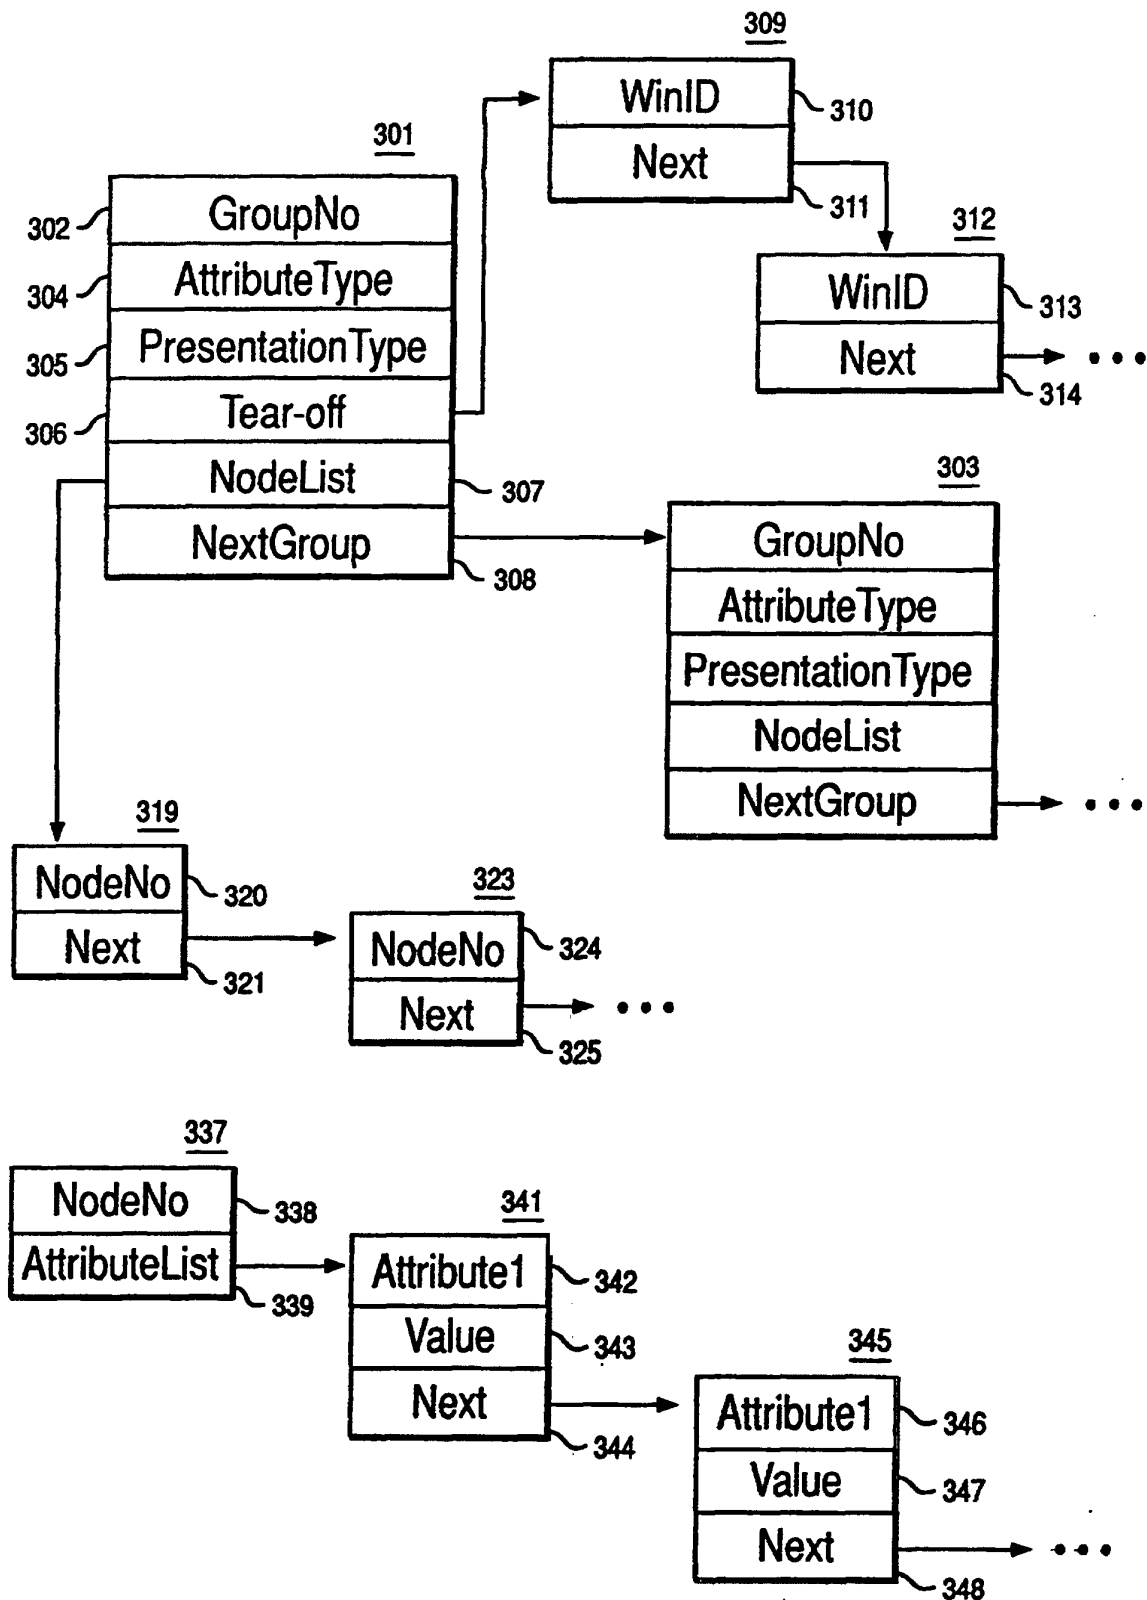 309
WinID
310
Next
311
301
302
GroupNo
304
AttributeType
305
PresentationType
306
Tear-off
NodeList
307
NextGroup
308
312
WinID
313
Next
314
303
GroupNo
AttributeType
PresentationType
NodeList
NextGroup
319
NodeNo
320
Next
321
323
NodeNo
324
Next
325
337
NodeNo
338
AttributeList
339
341
Attribute1
342
Value
343
Next
344
345
Attribute1
346
Value
347
Next
348